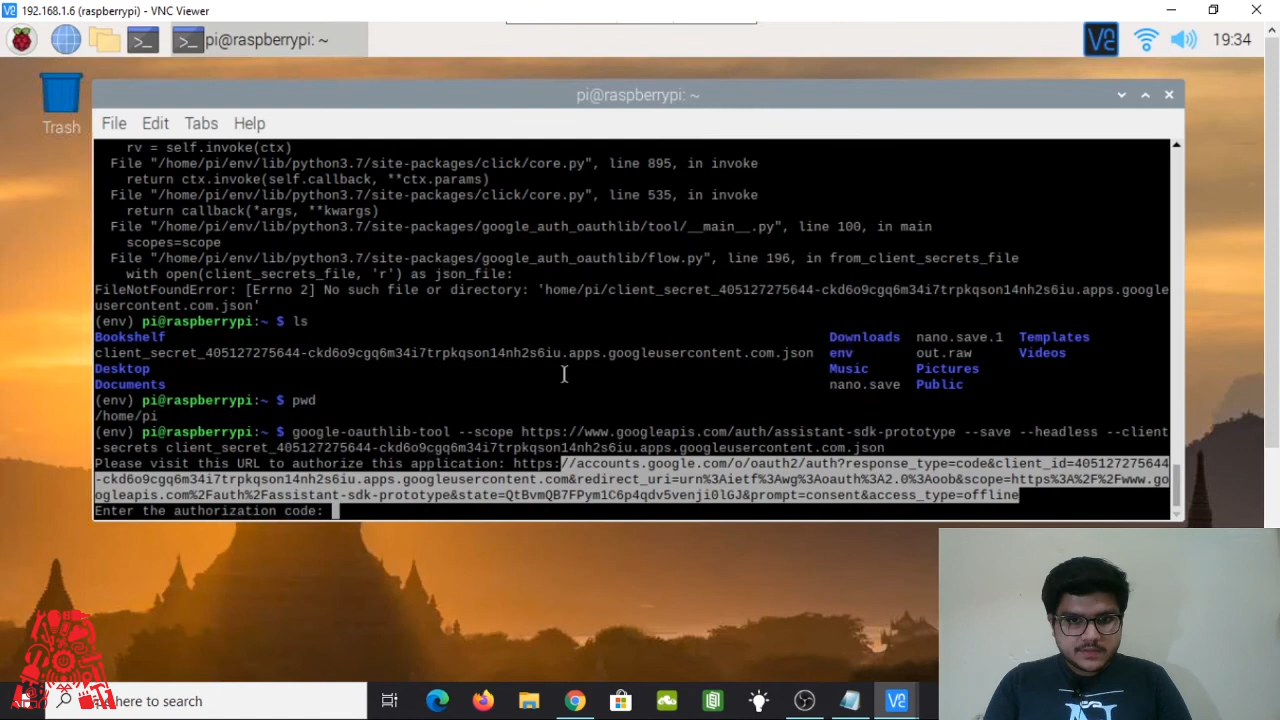 192.168.1.6 (raspberrypi) - VNC Viewer
pi@raspberrypi: ~
19:34
Trash
pi@raspberrypi: ~
File Edit Tabs Help
rv = self.invoke(ctx)
File "/home/pi/env/lib/python3.7/site-packages/click/core.py", line 895, in invoke
return ctx.invoke(self.callback, **ctx.params)
File "/home/pi/env/lib/python3.7/site-packages/click/core.py", line 535, in invoke
return callback(*args, **kwargs)
File "/home/pi/env/lib/python3.7/site-packages/google_auth_oauthlib/tool/__main__.py", line 100, in main
scopes=scope
File "/home/pi/env/lib/python3.7/site-packages/google_auth_oauthlib/flow.py", line 196, in from_client_secrets_file
with open(client_secrets_file, 'r') as json_file:
FileNotFoundError: [Errno 2] No such file or directory: 'home/pi/client_secret_405127275644-ckd6o9cgq6m34i7trpkqson14nh2s6iu.apps.google
usercontent.com.json'
(env) pi@raspberrypi:~ $ ls
Bookshelf Downloads nano.save.1 Templates
client_secret_405127275644-ckd6o9cgq6m34i7trpkqson14nh2s6iu.apps.googleusercontent.com.json env out.raw Videos
Desktop Music Pictures
Documents nano.save Public
(env) pi@raspberrypi:~ $ pwd
/home/pi
(env) pi@raspberrypi:~ $ google-oauthlib-tool --scope https://www.googleapis.com/auth/assistant-sdk-prototype --save --headless --client
-secrets client_secret_405127275644-ckd6o9cgq6m34i7trpkqson14nh2s6iu.apps.googleusercontent.com.json
Please visit this URL to authorize this application: https://accounts.google.com/o/oauth2/auth?response_type=code&client_id=405127275644
-ckd6o9cgq6m34i7trpkqson14nh2s6iu.apps.googleusercontent.com&redirect_uri=urn%3Aietf%3Awg%3Aoauth%3A2.0%3Aoob&scope=https%3A%2F%2Fwww.go
ogleapis.com%2Fauth%2Fassistant-sdk-prototype&state=QtBvmQB7FPym1C6p4qdv5venji0lGJ&prompt=consent&access_type=offline
Enter the authorization code:
here to search